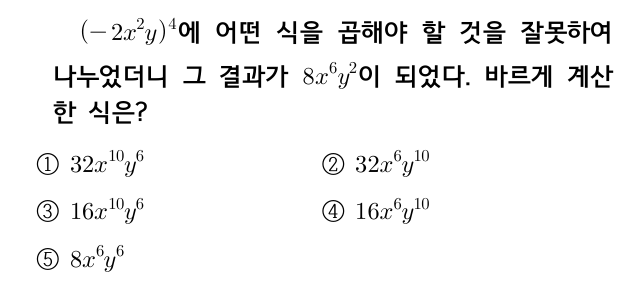 $(-2x^2y)^4$에 어떤 식을 곱해야 할 것을 잘못하여
나누었더니 그 결과가 $8x^6y^2$이 되었다. 바르게 계산
한 식은?
① $32x^{10}y^6$ ② $32x^6y^{10}$
③ $16x^{10}y^6$ ④ $16x^6y^{10}$
⑤ $8x^6y^6$